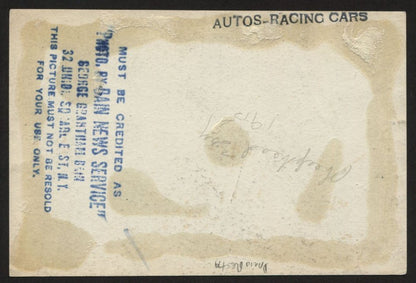 AUTOS-RACING CARS
MUST BE CREDITED AS
"PHOTO, BY BAIN NEWS SERVICE"
GEORGE GRANTHAM BAIN
32 UNION SQUARE E ST, N.Y.
THIS PICTURE MUST NOT BE RESOLD
FOR YOUR USE ONLY.